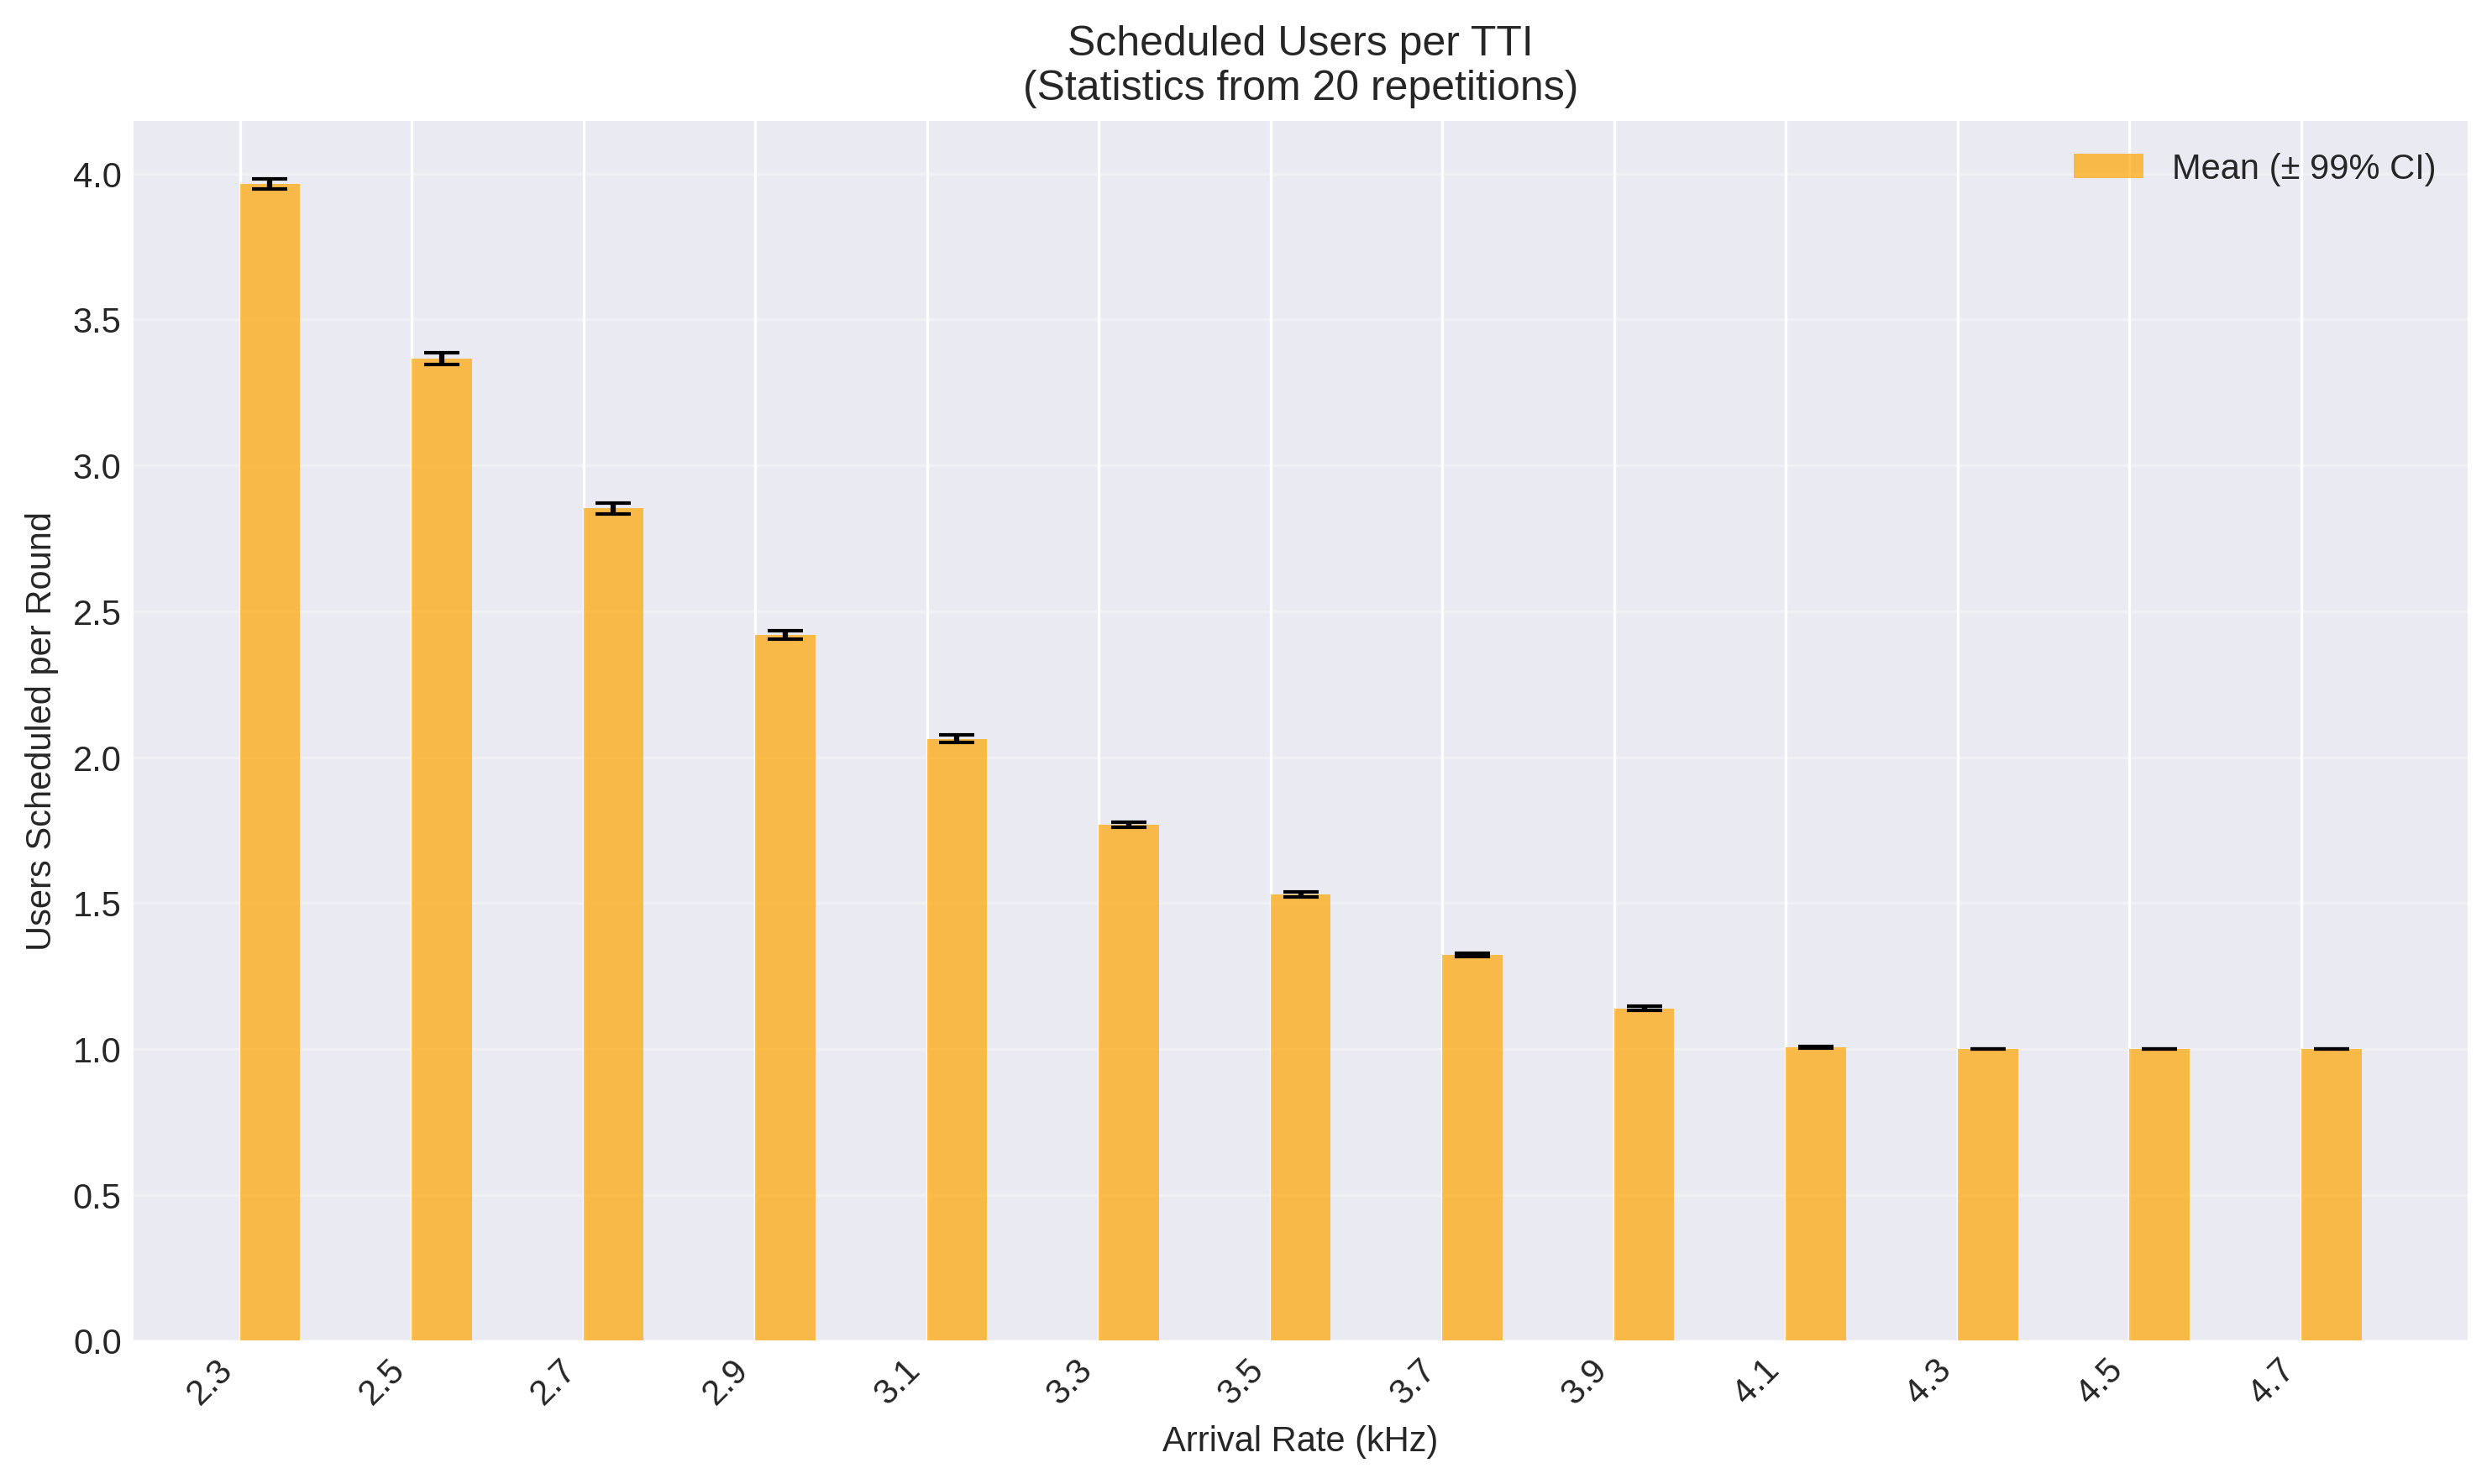 Scheduled Users per TTI
(Statistics from 20 repetitions)
Mean (± 99% CI)
Users Scheduled per Round
4.0
3.5
3.0
2.5
2.0
1.5
1.0
0.5
0.0
2.3 2.5 2.7 2.9 3.1 3.3 3.5 3.7 3.9 4.1 4.3 4.5 4.7
Arrival Rate (kHz)